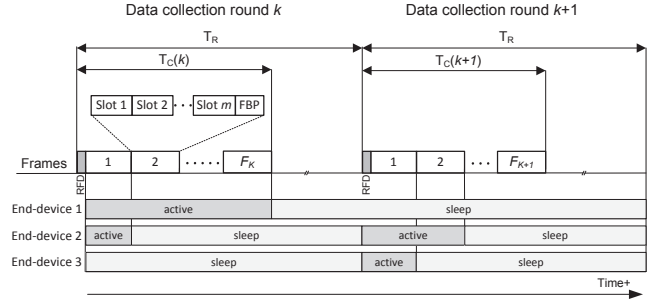 Data collection round k Data collection round k+1
T_R T_R
T_C(k) T_C(k+1)
Slot 1 Slot 2 ··· Slot m FBP
Frames 1 2 ····· F_K 1 2 ··· F_K+1
RFD RFD
End-device 1 active sleep
End-device 2 active sleep active sleep
End-device 3 sleep active sleep
Time+